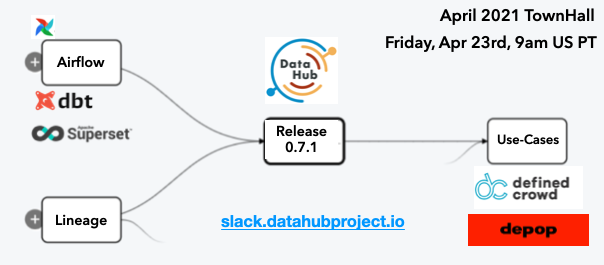 April 2021 TownHall
Friday, Apr 23rd, 9am US PT
Airflow
dbt
Apache
Superset
Data
Hub
Release
0.7.1
Use-Cases
defined
crowd
depop
Lineage
slack.datahubproject.io